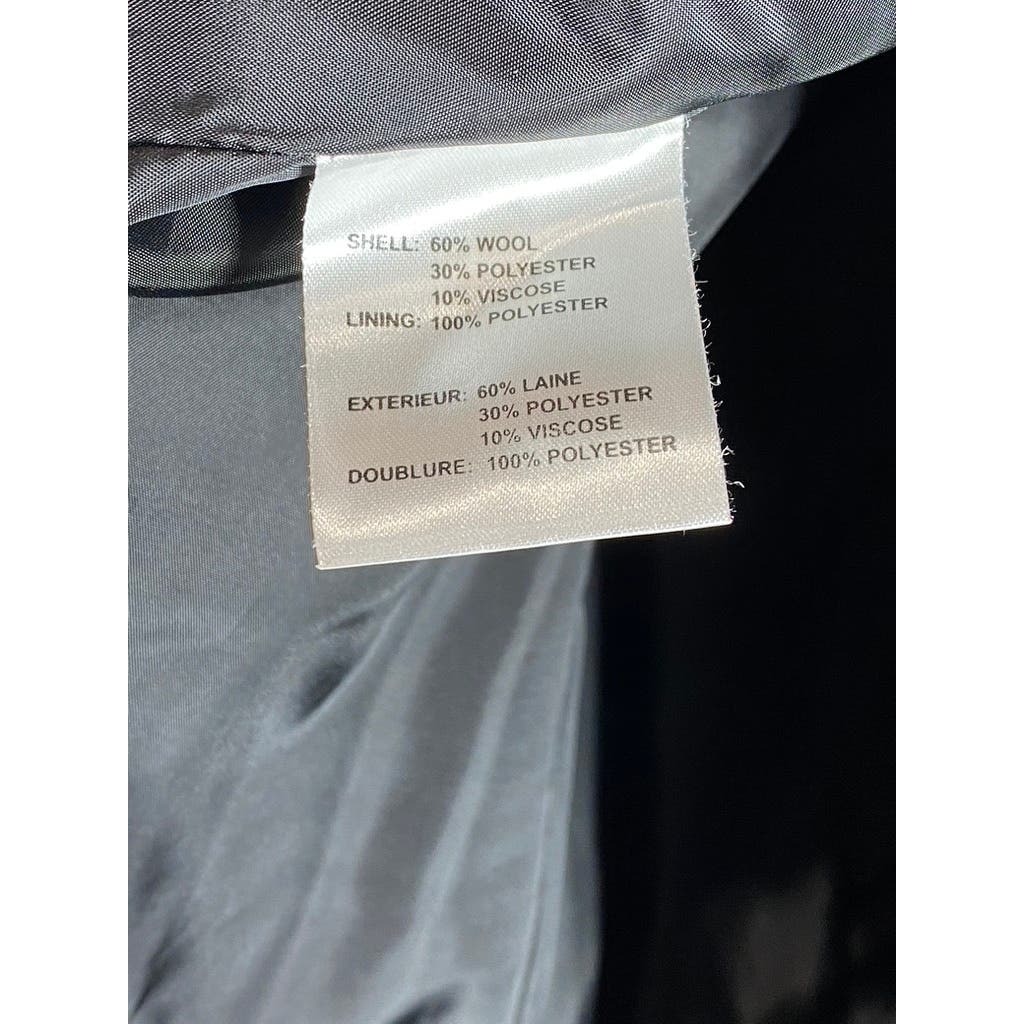 SHELL: 60% WOOL
30% POLYESTER
10% VISCOSE
LINING: 100% POLYESTER
EXTERIEUR: 60% LAINE
30% POLYESTER
10% VISCOSE
DOUBLURE: 100% POLYESTER